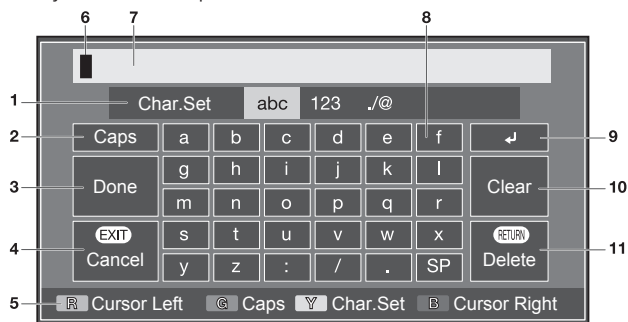 6 7 8
1 Char.Set abc 123 ./@
2 Caps a b c d e f ↲ 9
g h i j k l
3 Done Clear 10
m n o p q r
EXIT s t u v w x RETURN
4 Cancel Delete 11
y z : / . SP
5 R Cursor Left G Caps Y Char.Set B Cursor Right